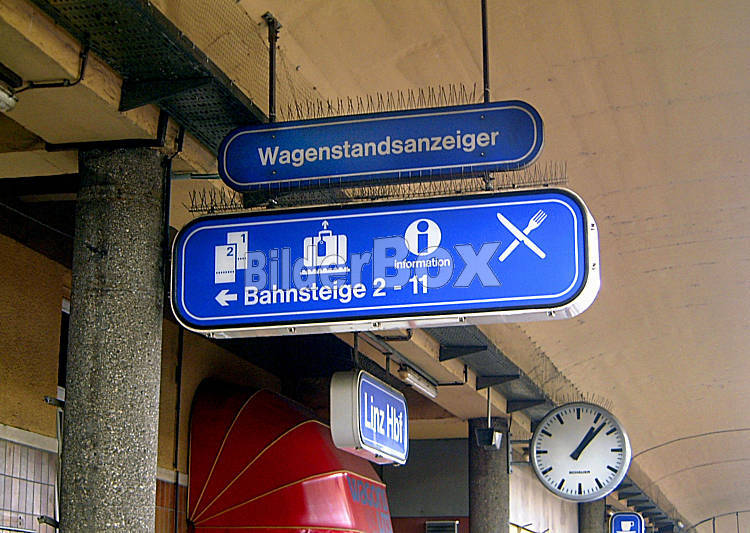 Wagenstandsanzeiger
1
2
Information
BilderBox
← Bahnsteige 2 - 11
Linz Hbf